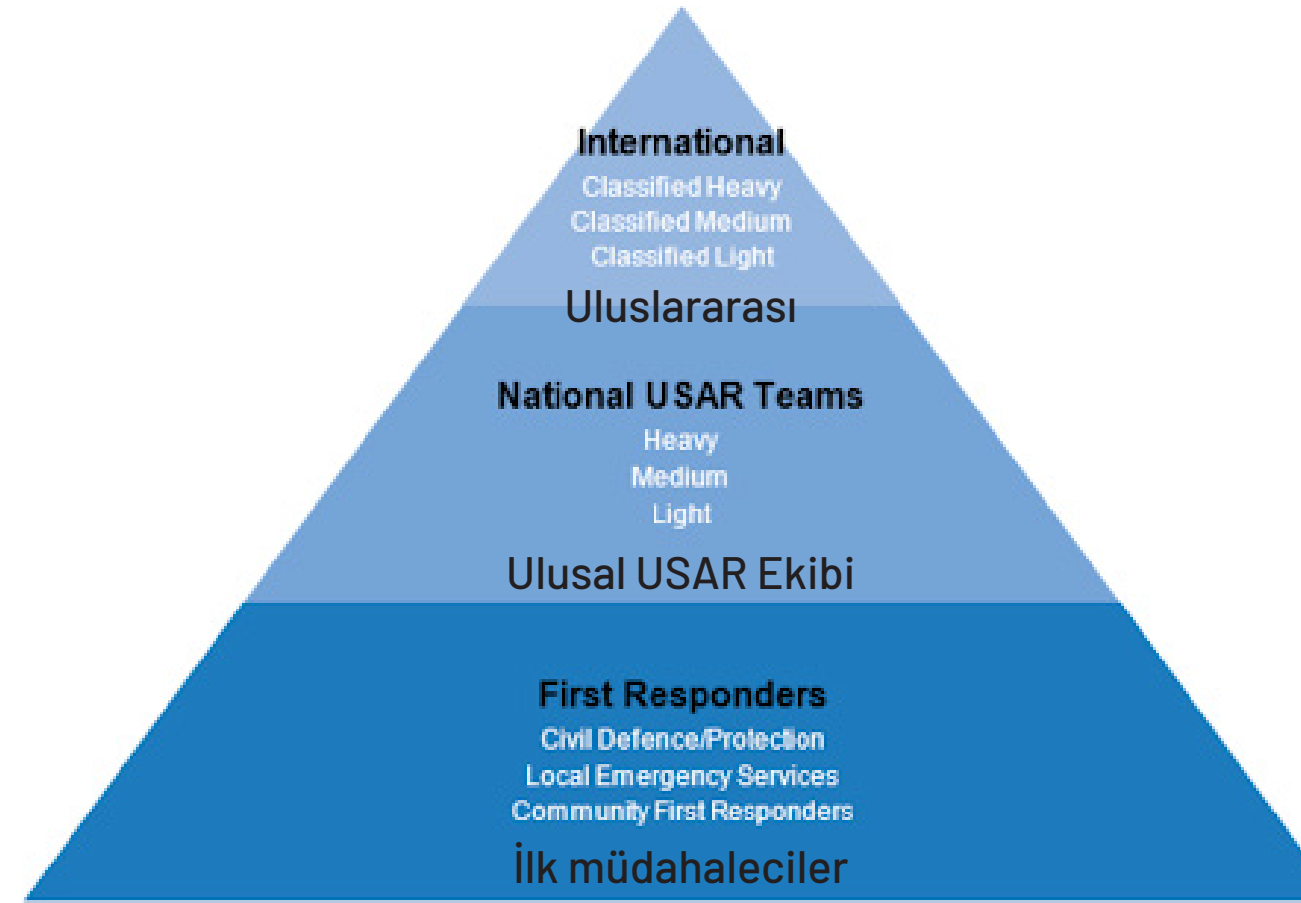 International
Classified Heavy
Classified Medium
Classified Light
Uluslararası
National USAR Teams
Heavy
Medium
Light
Ulusal USAR Ekibi
First Responders
Civil Defence/Protection
Local Emergency Services
Community First Responders
İlk müdahaleciler